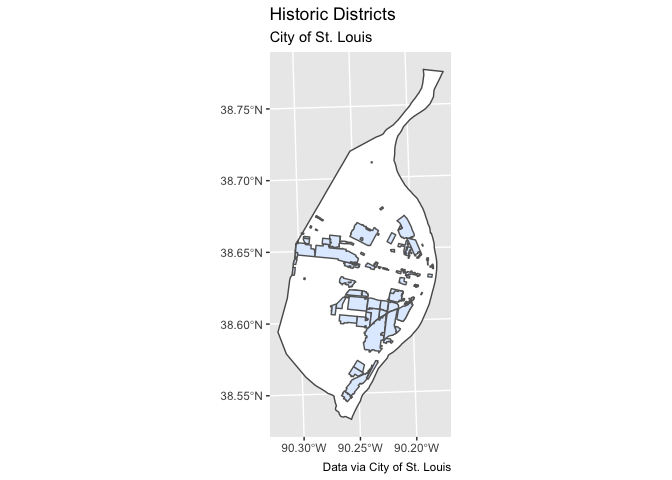 Historic Districts
City of St. Louis
38.75°N
38.70°N
38.65°N
38.60°N
38.55°N
90.30°W 90.25°W 90.20°W
Data via City of St. Louis